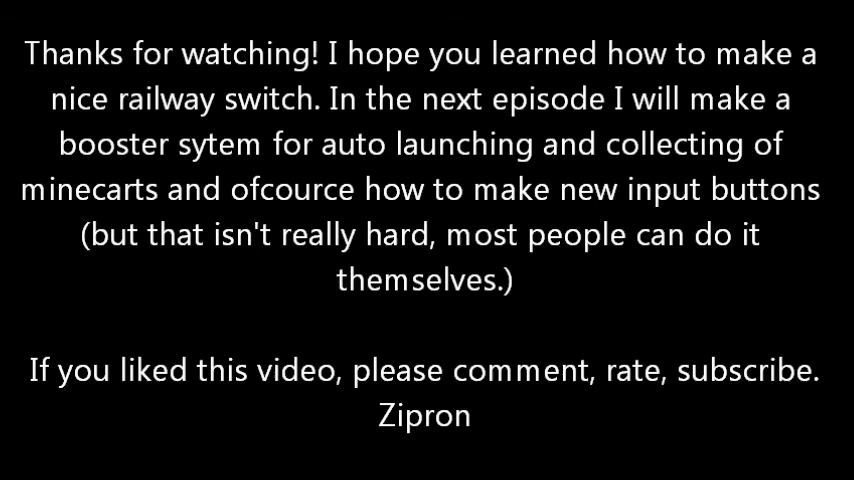 Thanks for watching! I hope you learned how to make a
nice railway switch. In the next episode I will make a
booster sytem for auto launching and collecting of
minecarts and ofcource how to make new input buttons
(but that isn't really hard, most people can do it
themselves.)
If you liked this video, please comment, rate, subscribe.
Zipron